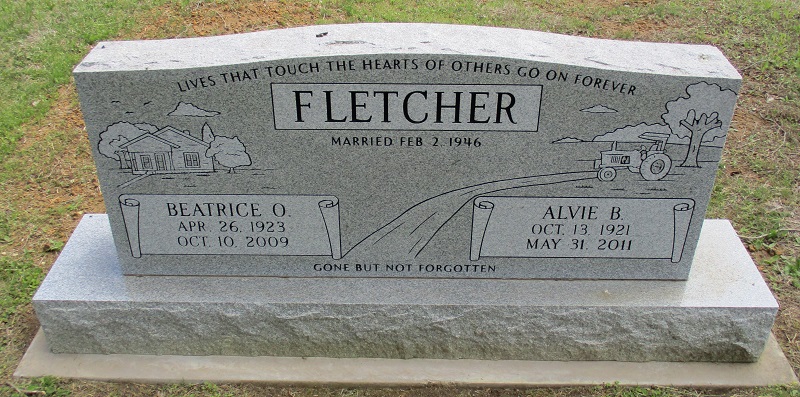 LIVES THAT TOUCH THE HEARTS OF OTHERS GO ON FOREVER
FLETCHER
MARRIED FEB. 2, 1946
BEATRICE O.
APR. 26, 1923
OCT. 10, 2009
ALVIE B.
OCT. 13, 1921
MAY 31, 2011
GONE BUT NOT FORGOTTEN